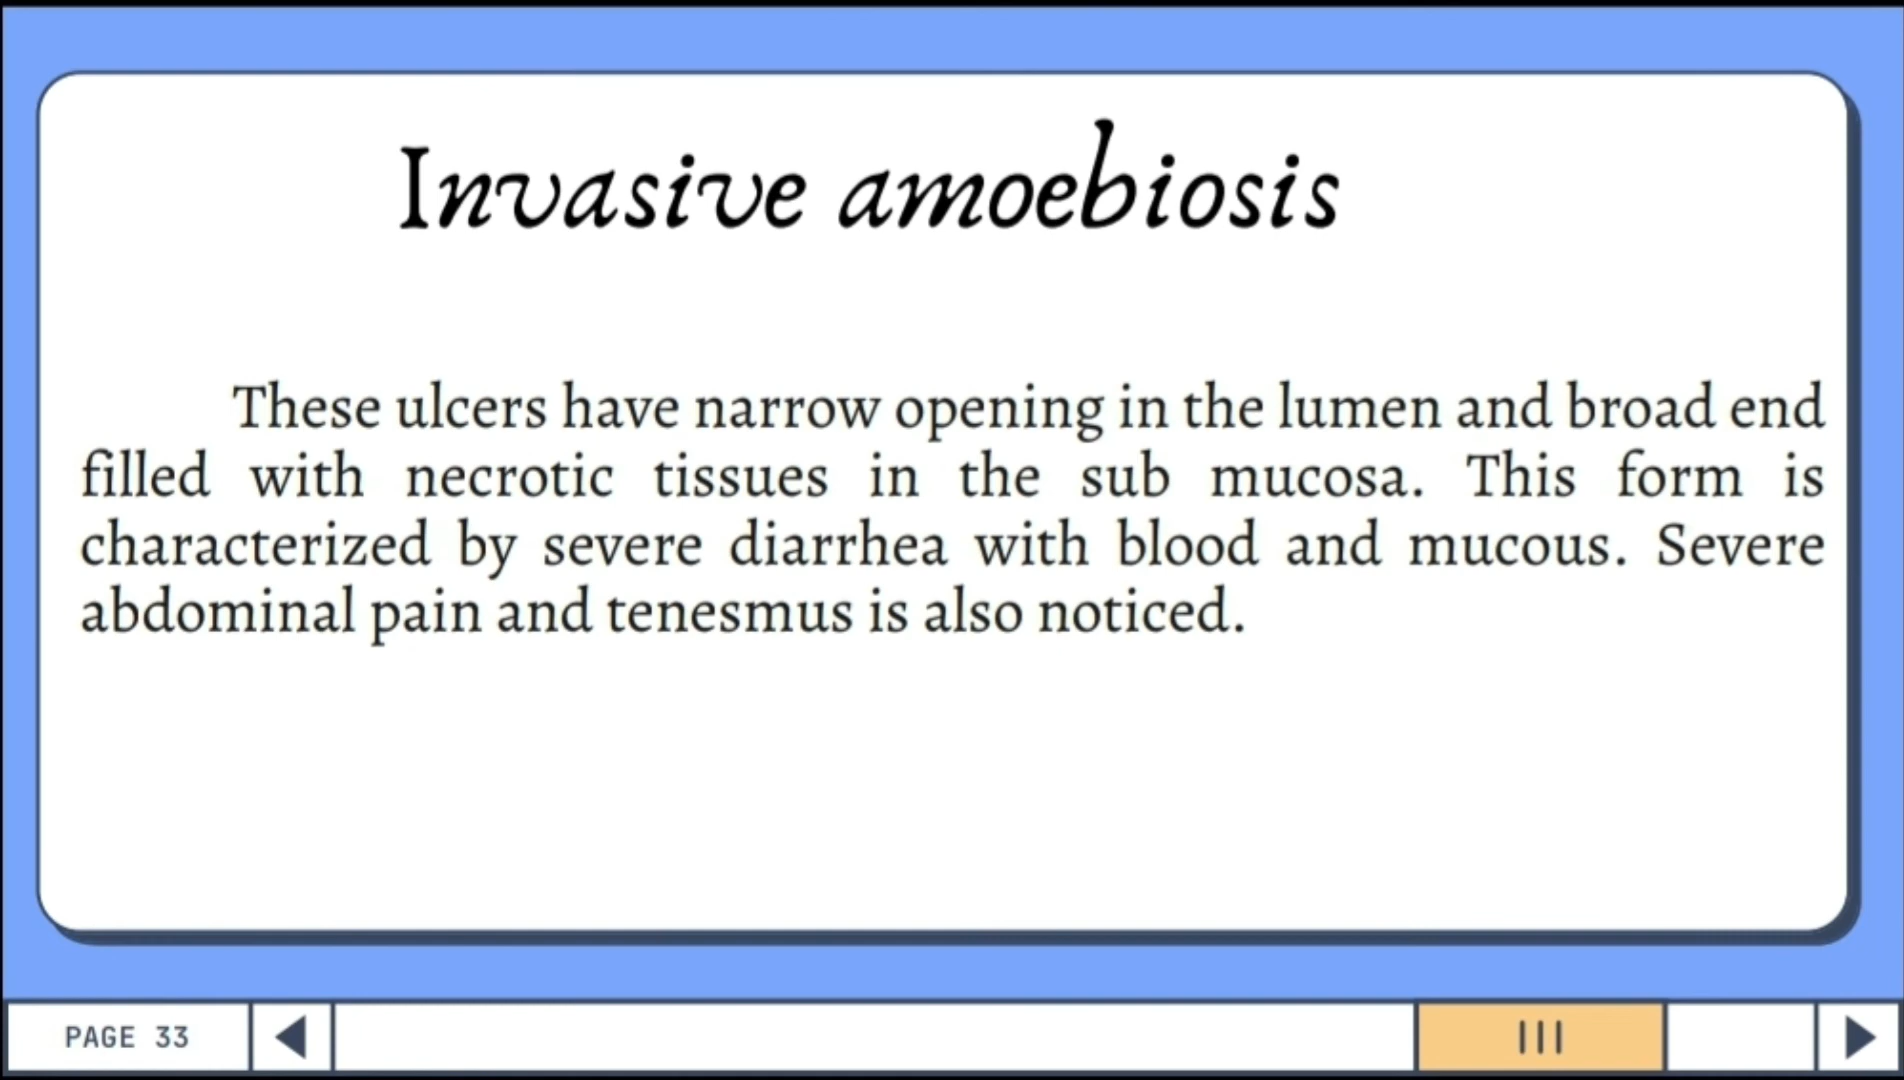 Invasive amoebiosis
These ulcers have narrow opening in the lumen and broad end
filled with necrotic tissues in the sub mucosa. This form is
characterized by severe diarrhea with blood and mucous. Severe
abdominal pain and tenesmus is also noticed.
PAGE 33